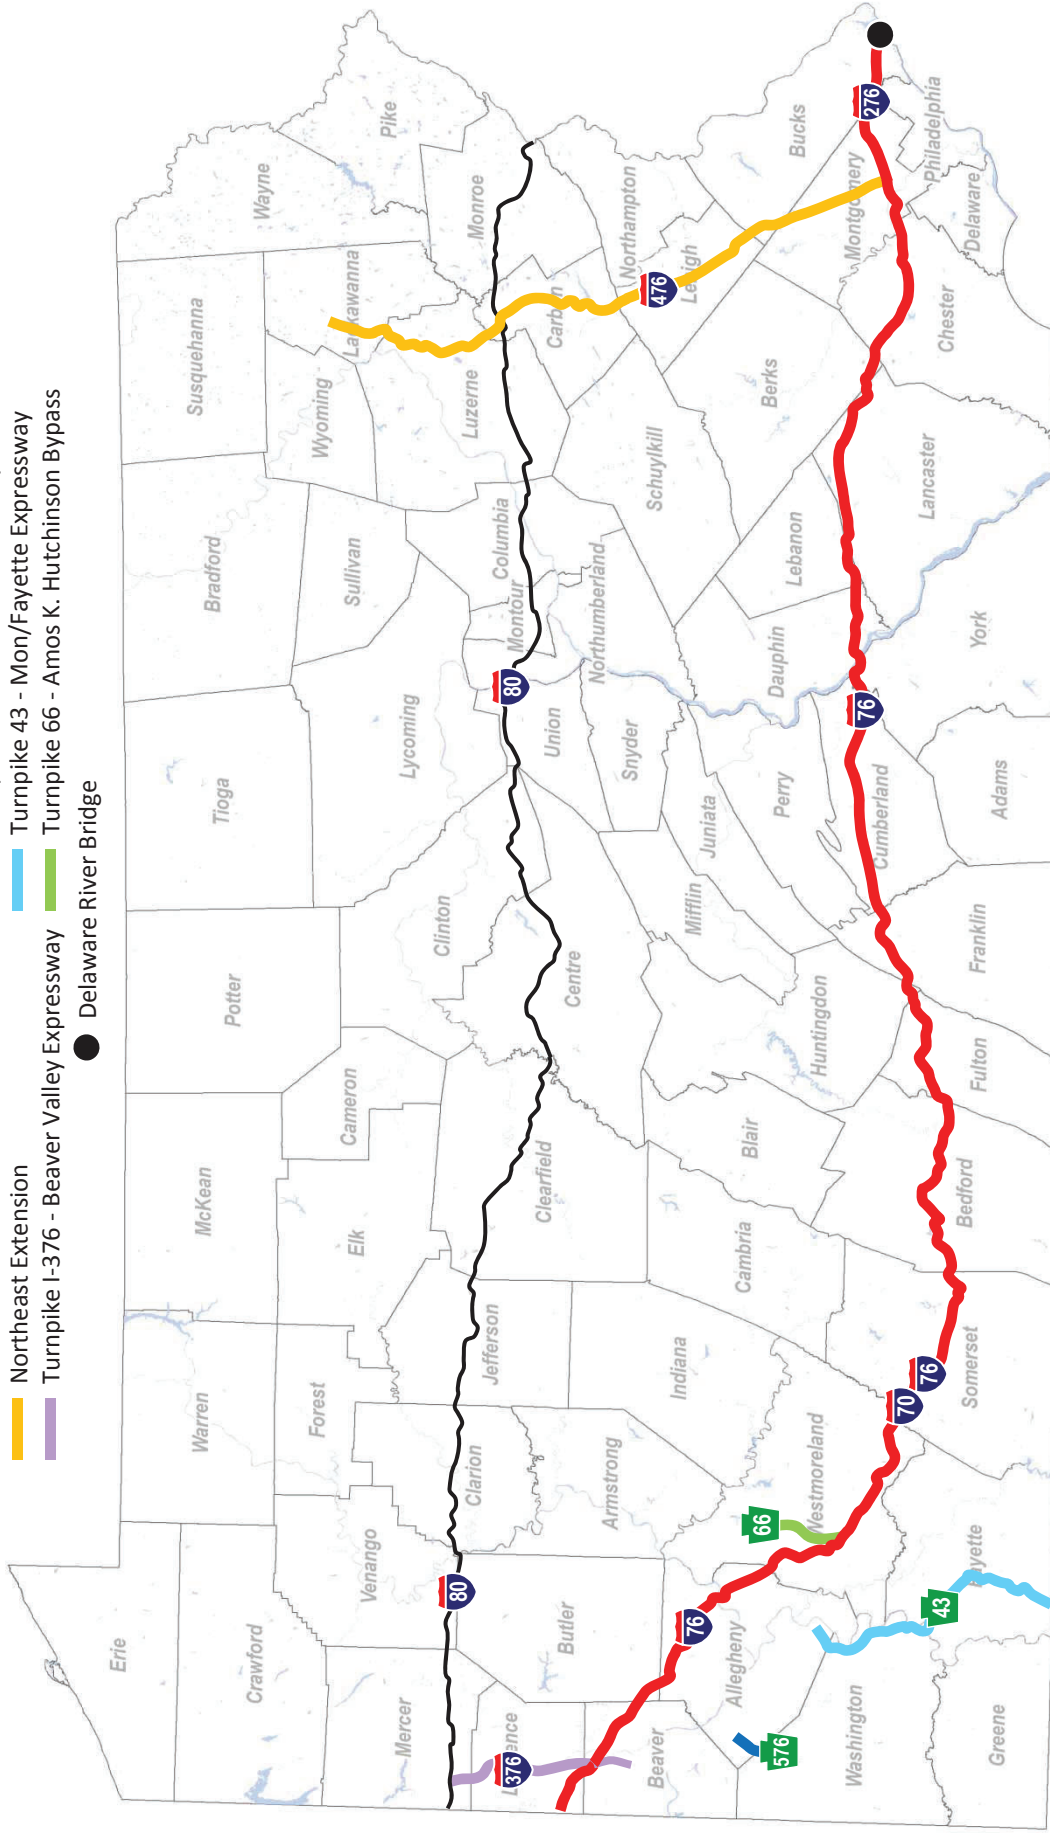 Northeast Extension
Turnpike 43 - Mon/Fayette Expressway
Turnpike I-376 - Beaver Valley Expressway
Turnpike 66 - Amos K. Hutchinson Bypass
Delaware River Bridge
Erie
Warren
McKean
Potter
Tioga
Bradford
Susquehanna
Wayne
Crawford
Forest
Elk
Cameron
Clinton
Lycoming
Sullivan
Wyoming
Lackawanna
Pike
Venango
Mercer
80
Clarion
Jefferson
Clearfield
Centre
80
Union
Montour
Columbia
Luzerne
Monroe
Lawrence
376
Butler
Armstrong
Indiana
Snyder
Northumberland
Schuylkill
Carbon
Northampton
476
Lehigh
Beaver
76
Allegheny
66
Westmoreland
Cambria
Blair
Huntingdon
Mifflin
Juniata
Perry
Dauphin
Lebanon
Berks
Montgomery
Bucks
276
576
Washington
43
Fayette
70
76
Somerset
Bedford
Fulton
Franklin
Cumberland
76
Adams
York
Lancaster
Chester
Delaware
Philadelphia
Greene